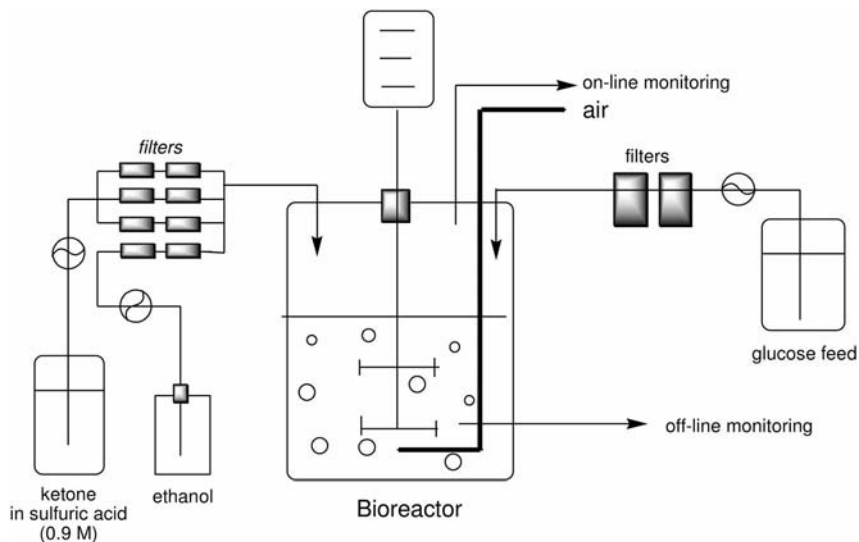 on-line monitoring
air
filters
filters
glucose feed
off-line monitoring
ketone
in sulfuric acid
(0.9 M)
ethanol
Bioreactor